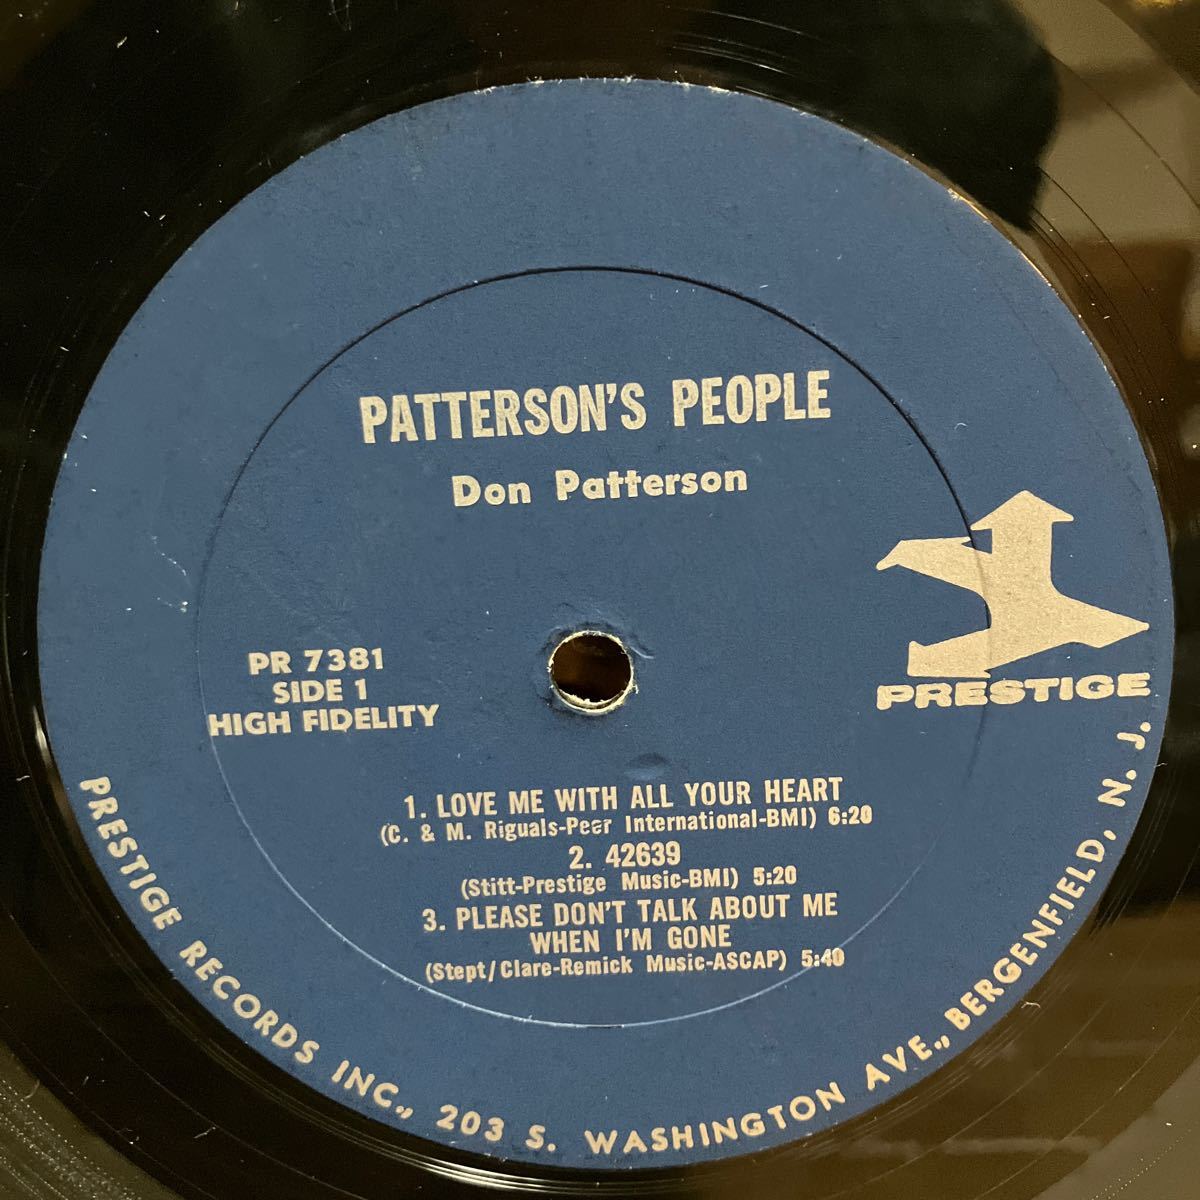 PATTERSON'S PEOPLE
Don Patterson
PR 7381
SIDE 1
HIGH FIDELITY
PRESTIGE
1. LOVE ME WITH ALL YOUR HEART
(C. & M. Riguals-Peer International-BMI) 6:20
2. 42639
(Stitt-Prestige Music-BMI) 5:20
3. PLEASE DON'T TALK ABOUT ME
WHEN I'M GONE
(Stept/Clare-Remick Music-ASCAP) 5:40
PRESTIGE RECORDS INC., 203 S. WASHINGTON AVE., BERGENFIELD, N. J.